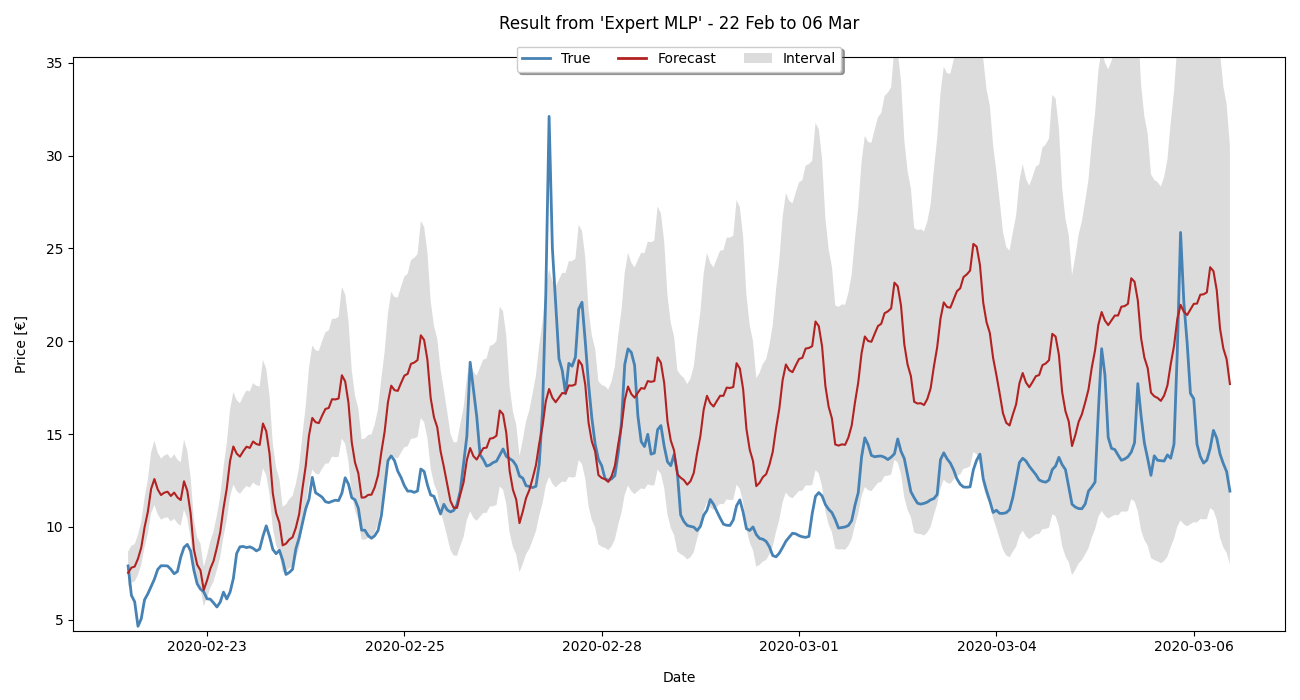 Result from 'Expert MLP' - 22 Feb to 06 Mar
True Forecast Interval
35
30
25
20
15
10
5
Price [€]
2020-02-23 2020-02-25 2020-02-28 2020-03-01 2020-03-04 2020-03-06
Date